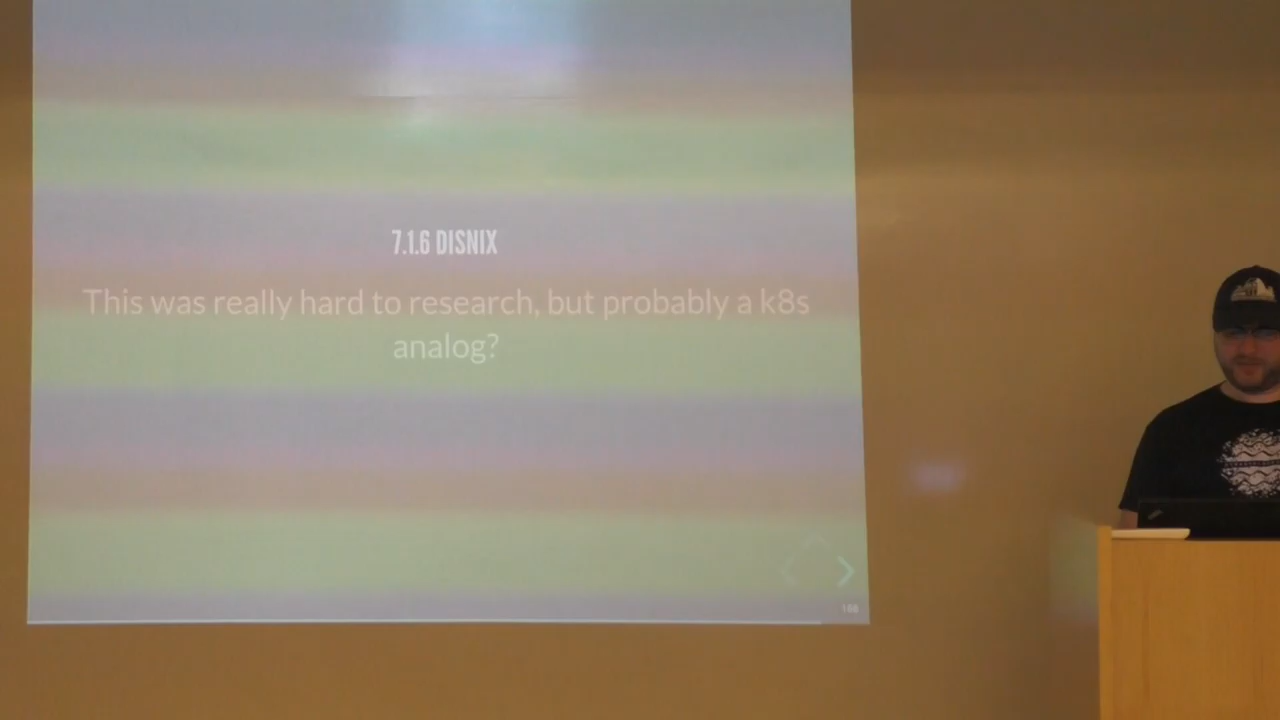 7.1.6 DISNIX
This was really hard to research, but probably a k8s
analog?